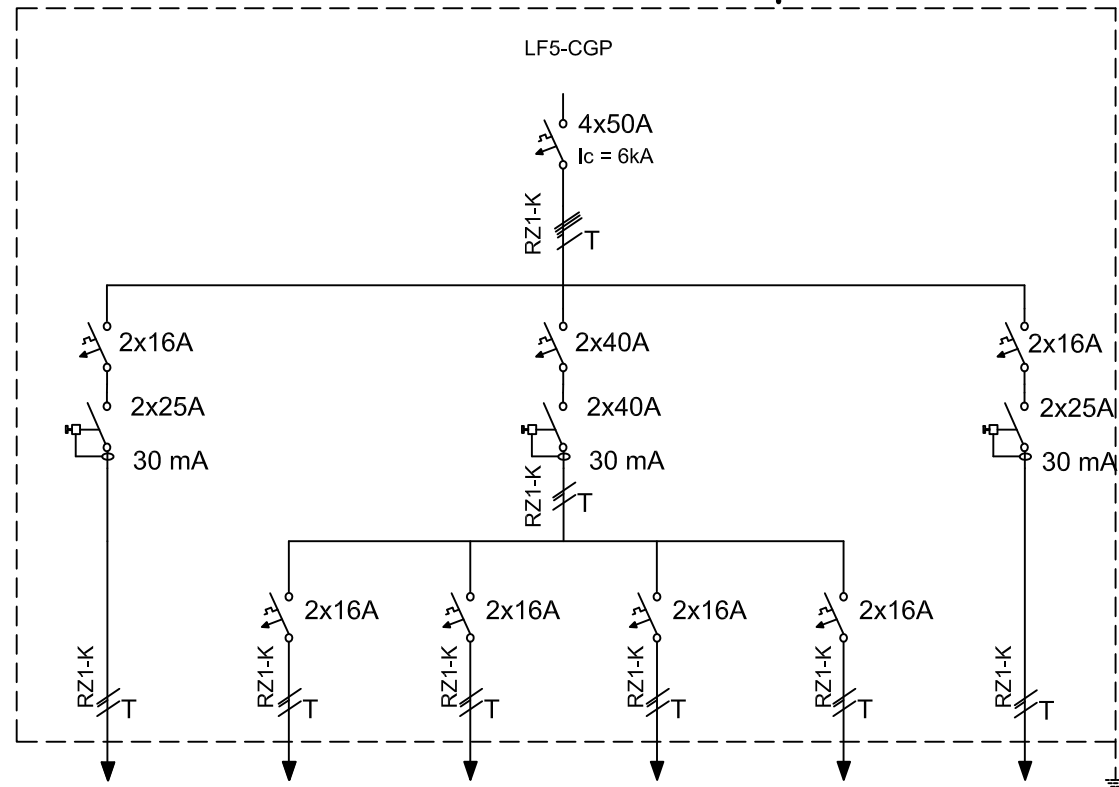 LF5-CGP
4x50A
Ic = 6kA
RZ1-K
T
2x16A
2x40A
2x16A
2x25A
2x40A
2x25A
30 mA
30 mA
30 mA
RZ1-K
T
2x16A
2x16A
2x16A
2x16A
RZ1-K
T
RZ1-K
T
RZ1-K
T
RZ1-K
T
RZ1-K
T
RZ1-K
T